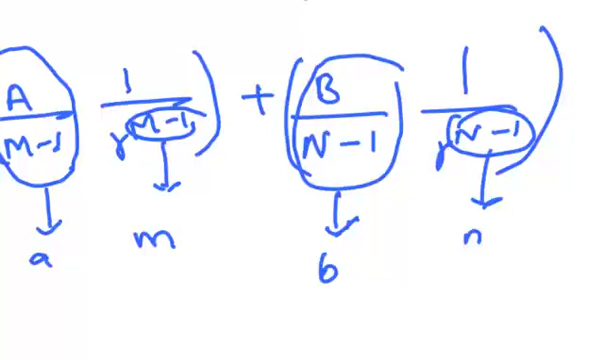 A/(M-1) 1/r^(M-1)) + (B/(N-1) 1/r^(N-1))
↓ a ↓ m ↓ b ↓ n